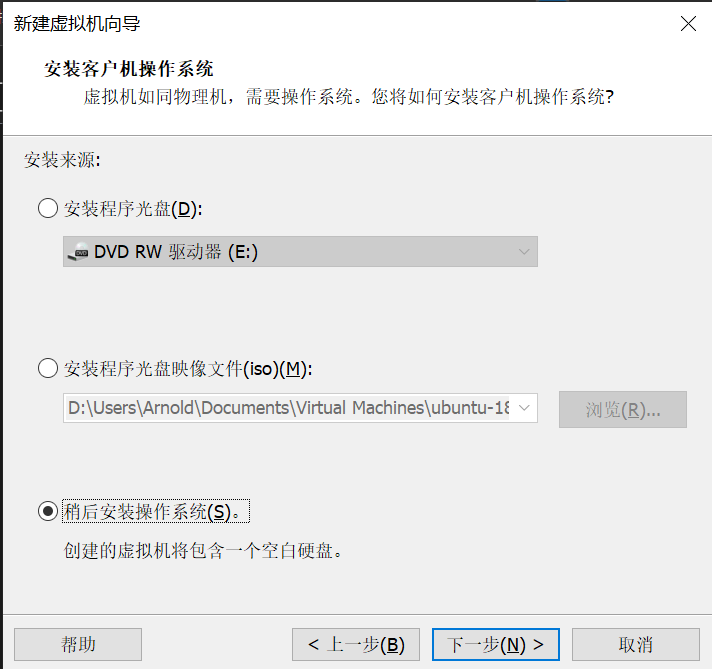 新建虚拟机向导
安装客户机操作系统
虚拟机如同物理机，需要操作系统。您将如何安装客户机操作系统?
安装来源:
安装程序光盘(D):
DVD RW 驱动器 (E:)
安装程序光盘映像文件(iso)(M):
D:\Users\Arnold\Documents\Virtual Machines\ubuntu-18
浏览(R)...
稍后安装操作系统(S)。
创建的虚拟机将包含一个空白硬盘。
帮助
< 上一步(B)
下一步(N) >
取消